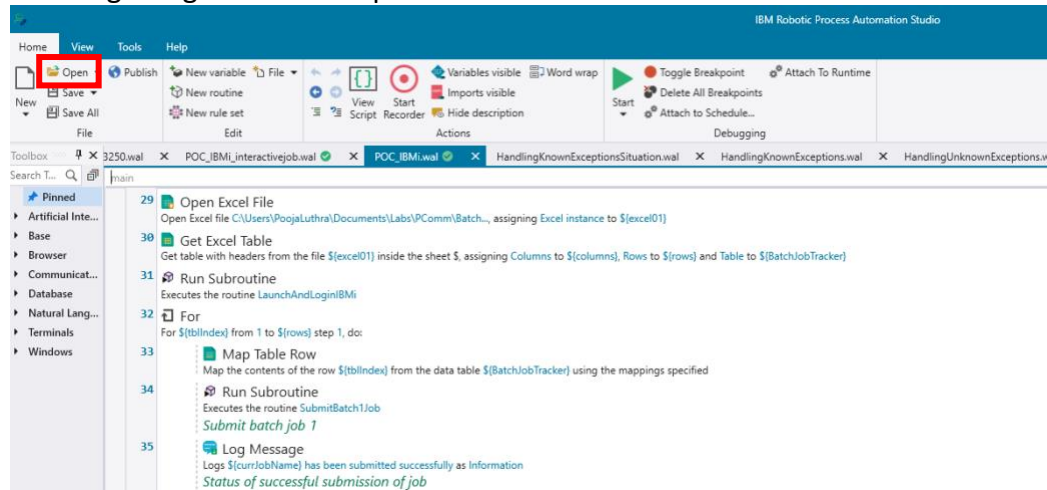 IBM Robotic Process Automation Studio
Home View Tools Help
Open Publish New variable File Variables visible Word wrap Toggle Breakpoint Attach To Runtime
Save New routine Imports visible Delete All Breakpoints
New Save All New rule set View Script Start Recorder Hide description Start Attach to Schedule...
File Edit Actions Debugging
Toolbox 3250.wal POC_IBMi_interactivejob.wal POC_IBMi.wal HandlingKnownExceptionsSituation.wal HandlingKnownExceptions.wal HandlingUnknownExceptions.w
Search T... main
Pinned
Artificial Inte...
Base
Browser
Communicat...
Database
Natural Lang...
Terminals
Windows
29 Open Excel File
Open Excel file C:\Users\PoojaLuthra\Documents\Labs\PComm\Batch..., assigning Excel instance to ${excel01}
30 Get Excel Table
Get table with headers from the file ${excel01} inside the sheet $, assigning Columns to ${columns}, Rows to ${rows} and Table to ${BatchJobTracker}
31 Run Subroutine
Executes the routine LaunchAndLoginIBMi
32 For
For ${tblIndex} from 1 to ${rows} step 1, do:
33 Map Table Row
Map the contents of the row ${tblIndex} from the data table ${BatchJobTracker} using the mappings specified
34 Run Subroutine
Executes the routine SubmitBatch1Job
Submit batch job 1
35 Log Message
Logs ${currJobName} has been submitted successfully as Information
Status of successful submission of job